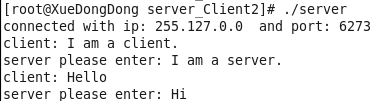 [root@XueDongDong server_Client2]# ./server
connected with ip: 255.127.0.0  and port: 6273
client: I am a client.
server please enter: I am a server.
client: Hello
server please enter: Hi